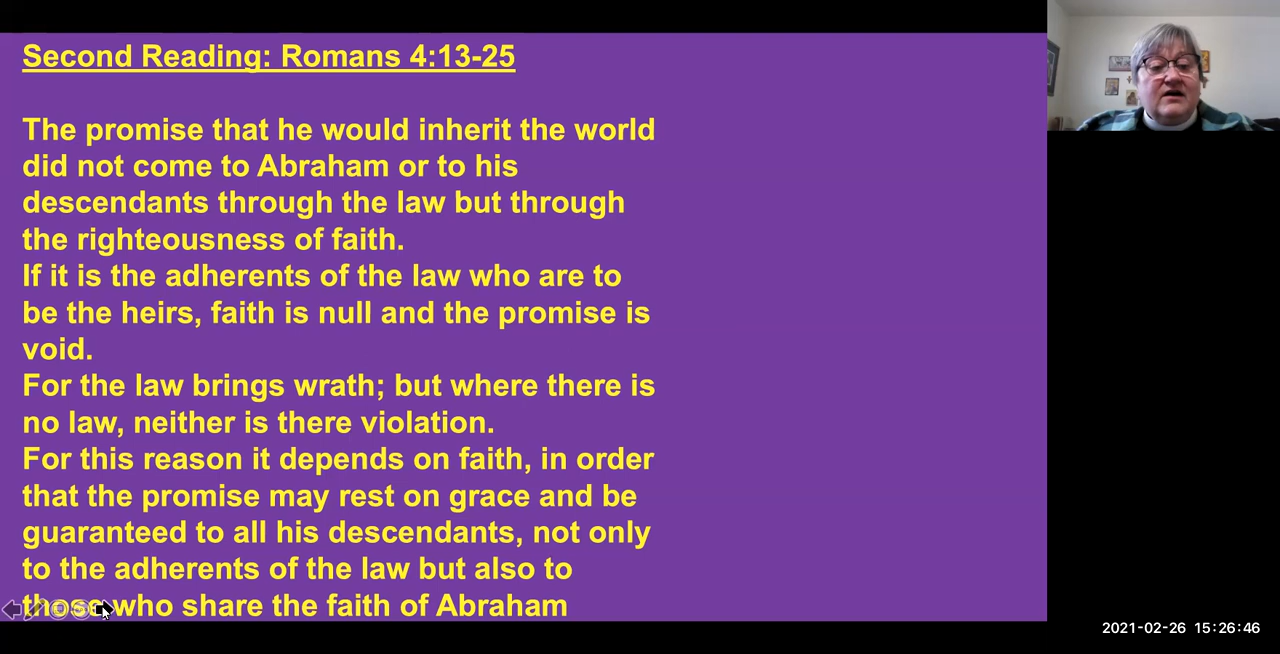 Second Reading: Romans 4:13-25
The promise that he would inherit the world
did not come to Abraham or to his
descendants through the law but through
the righteousness of faith.
If it is the adherents of the law who are to
be the heirs, faith is null and the promise is
void.
For the law brings wrath; but where there is
no law, neither is there violation.
For this reason it depends on faith, in order
that the promise may rest on grace and be
guaranteed to all his descendants, not only
to the adherents of the law but also to
those who share the faith of Abraham
2021-02-26 15:26:46